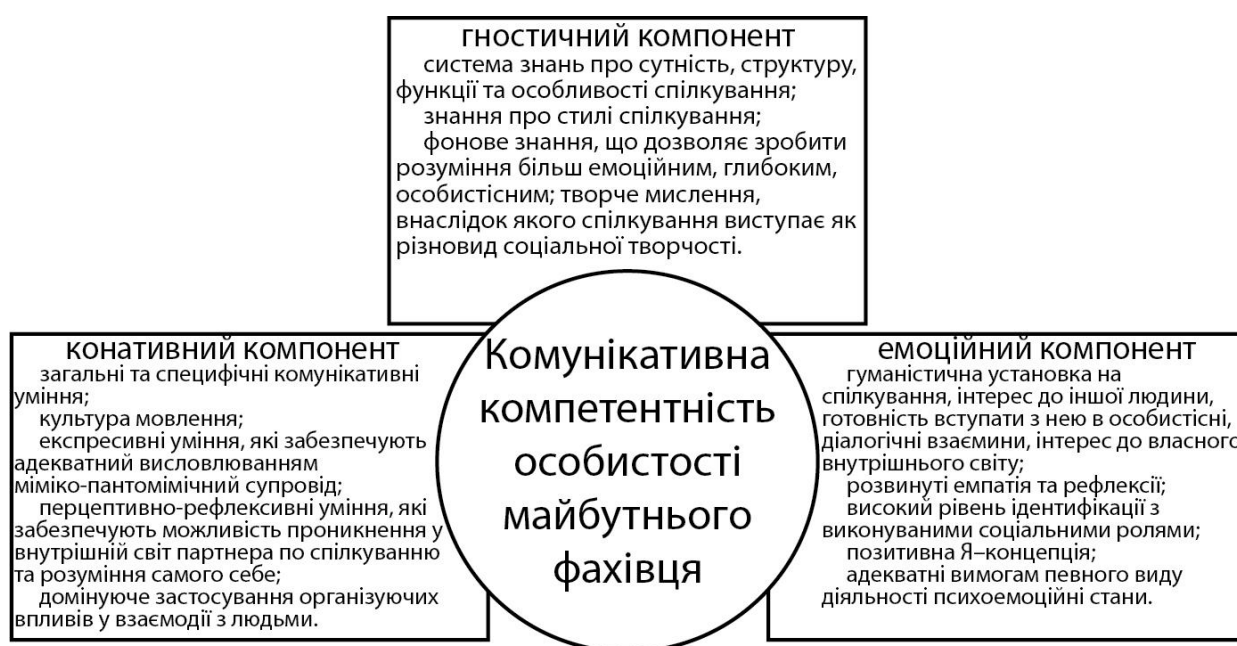 гностичний компонент
система знань про сутність, структуру,
функції та особливості спілкування;
знання про стилі спілкування;
фонове знання, що дозволяє зробити
розуміння більш емоційним, глибоким,
особистісним; творче мислення,
внаслідок якого спілкування виступає як
різновид соціальної творчості.
конативний компонент
загальні та специфічні комунікативні
уміння;
культура мовлення;
експресивні уміння, які забезпечують
адекватний висловлюванням
міміко-пантомімічний супровід;
перцептивно-рефлексивні уміння, які
забезпечують можливість проникнення у
внутрішній світ партнера по спілкуванню
та розуміння самого себе;
домінуюче застосування організуючих
впливів у взаємодії з людьми.
Комунікативна
компетентність
особистості
майбутнього
фахівця
емоційний компонент
гуманістична установка на
спілкування, інтерес до іншої людини,
готовність вступати з нею в особистісні,
діалогічні взаємини, інтерес до власного
внутрішнього світу;
розвинуті емпатія та рефлексії;
високий рівень ідентифікації з
виконуваними соціальними ролями;
позитивна Я–концепція;
адекватні вимогам певного виду
діяльності психоемоційні стани.